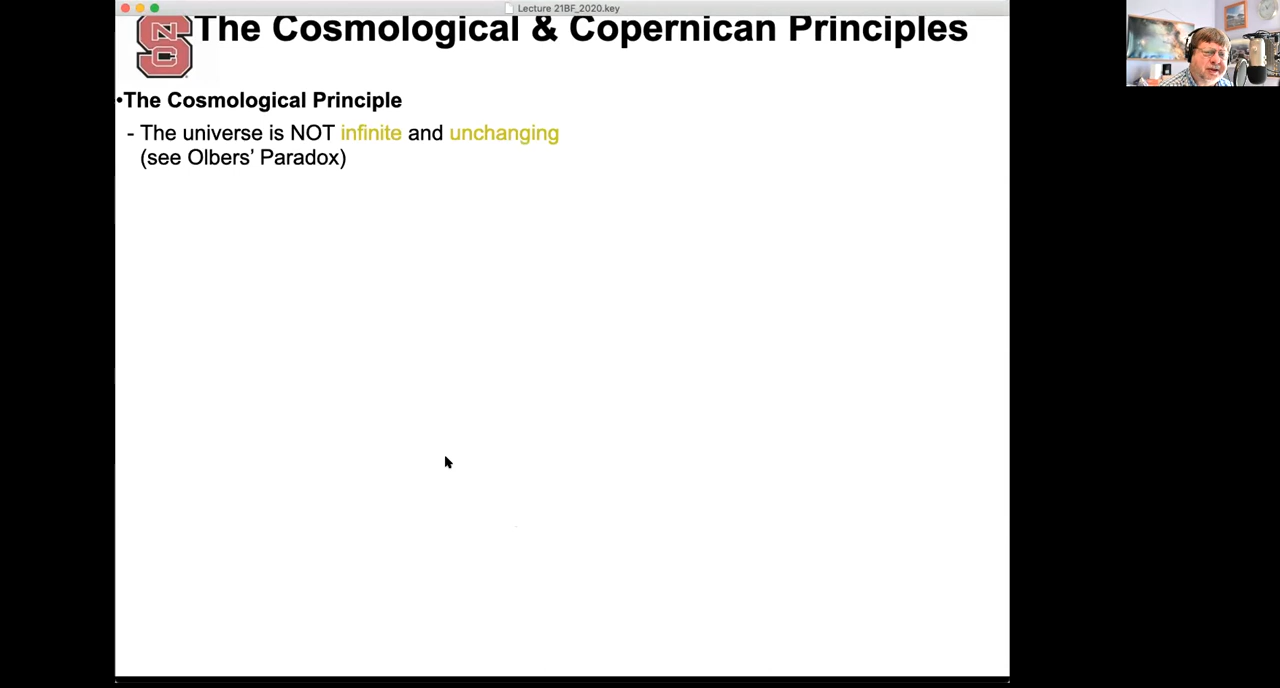 Lecture 21BF_2020.key
The Cosmological & Copernican Principles
NC
S
•The Cosmological Principle
- The universe is NOT infinite and unchanging
(see Olbers’ Paradox)